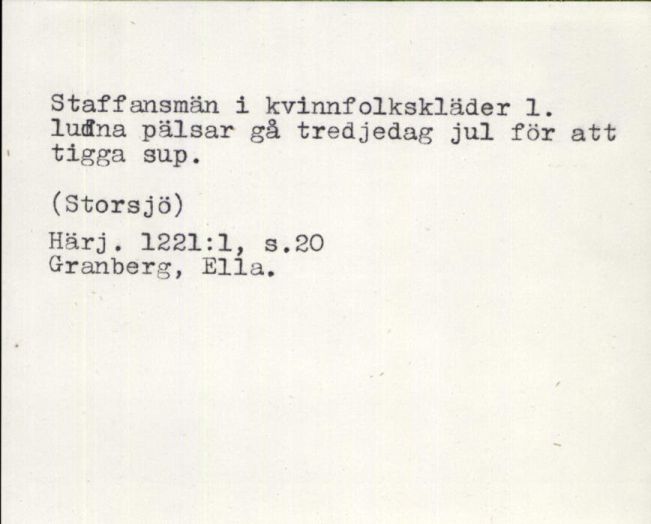 Staffansmän i kvinnfolkskläder l.
ludna pälsar gå tredjedag jul för att
tigga sup.
(Storsjö)
Härj. 1221:1, s.20
Granberg, Ella.